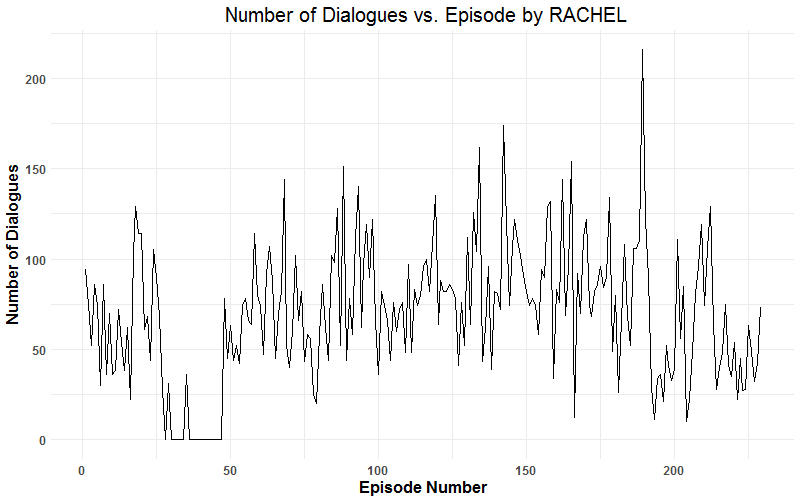 Number of Dialogues vs. Episode by RACHEL
Number of Dialogues
200
150
100
50
0
0 50 100 150 200
Episode Number